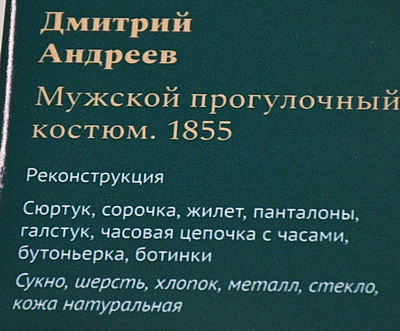 Дмитрий
Андреев
Мужской прогулочный
костюм. 1855
Реконструкция
Сюртук, сорочка, жилет, панталоны,
галстук, часовая цепочка с часами,
бутоньерка, ботинки
Сукно, шерсть, хлопок, металл, стекло,
кожа натуральная